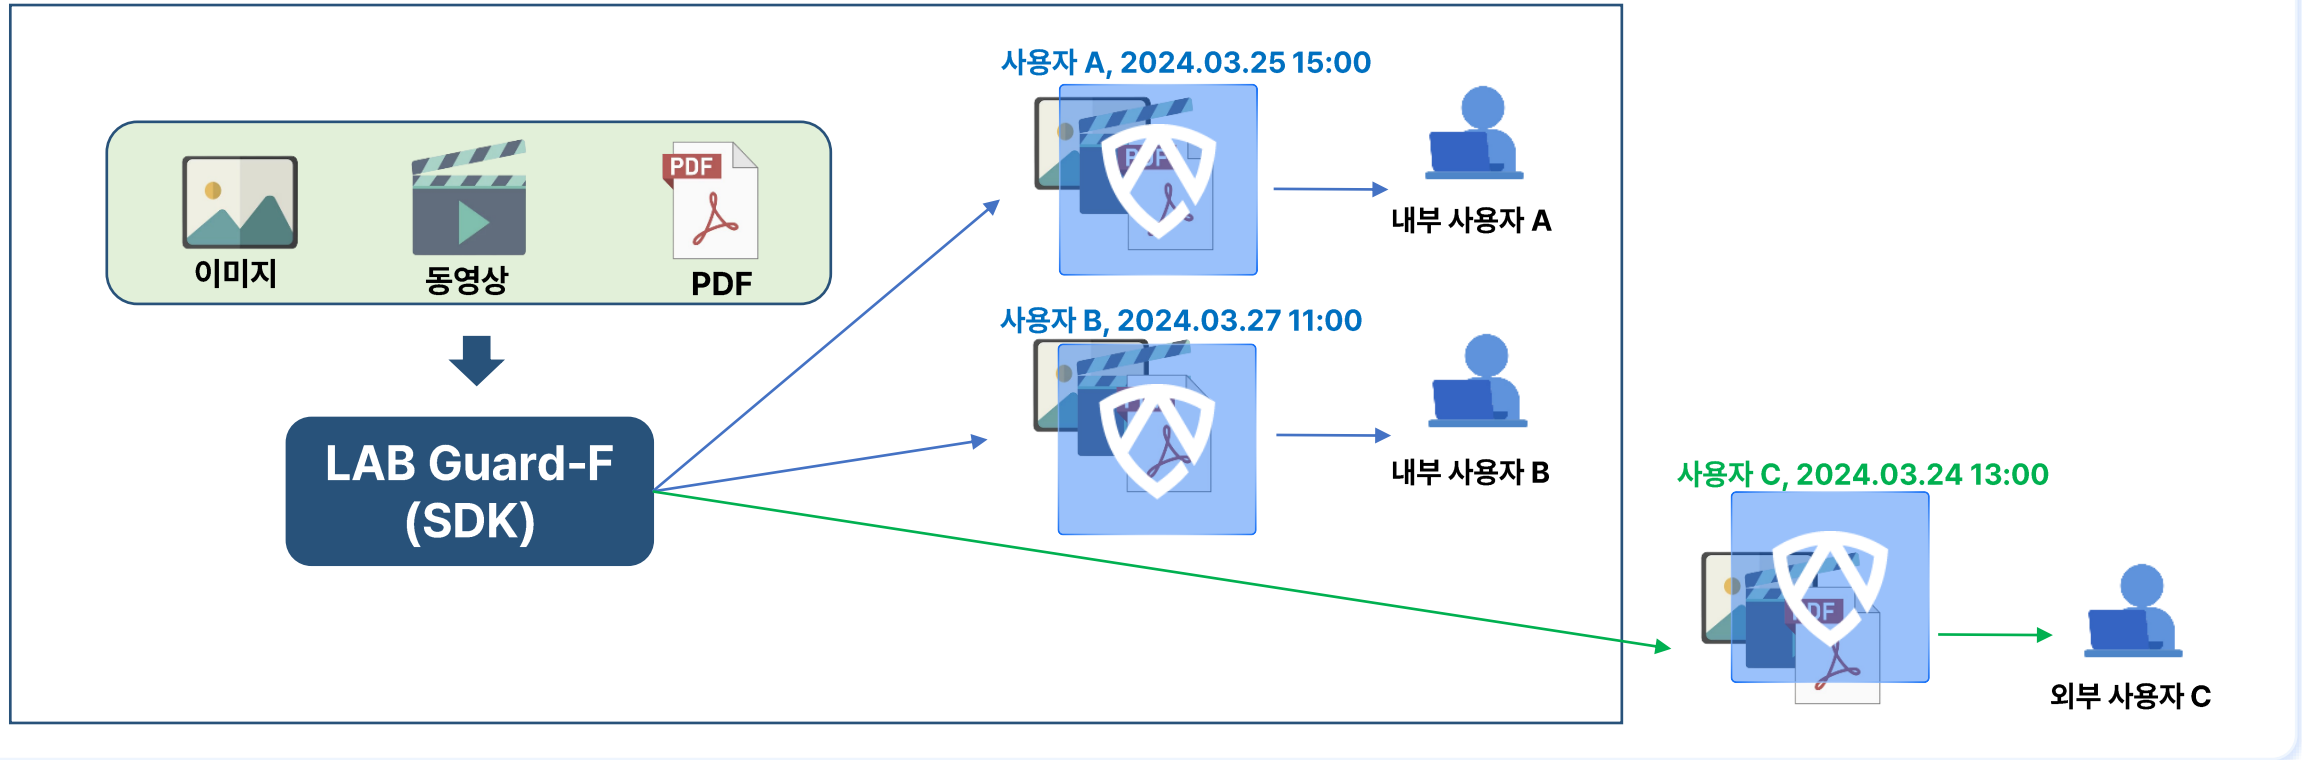 사용자 A, 2024.03.25 15:00
PDF
이미지
동영상
PDF
PDF
내부 사용자 A
LAB Guard-F
(SDK)
사용자 B, 2024.03.27 11:00
내부 사용자 B
사용자 C, 2024.03.24 13:00
PDF
외부 사용자 C